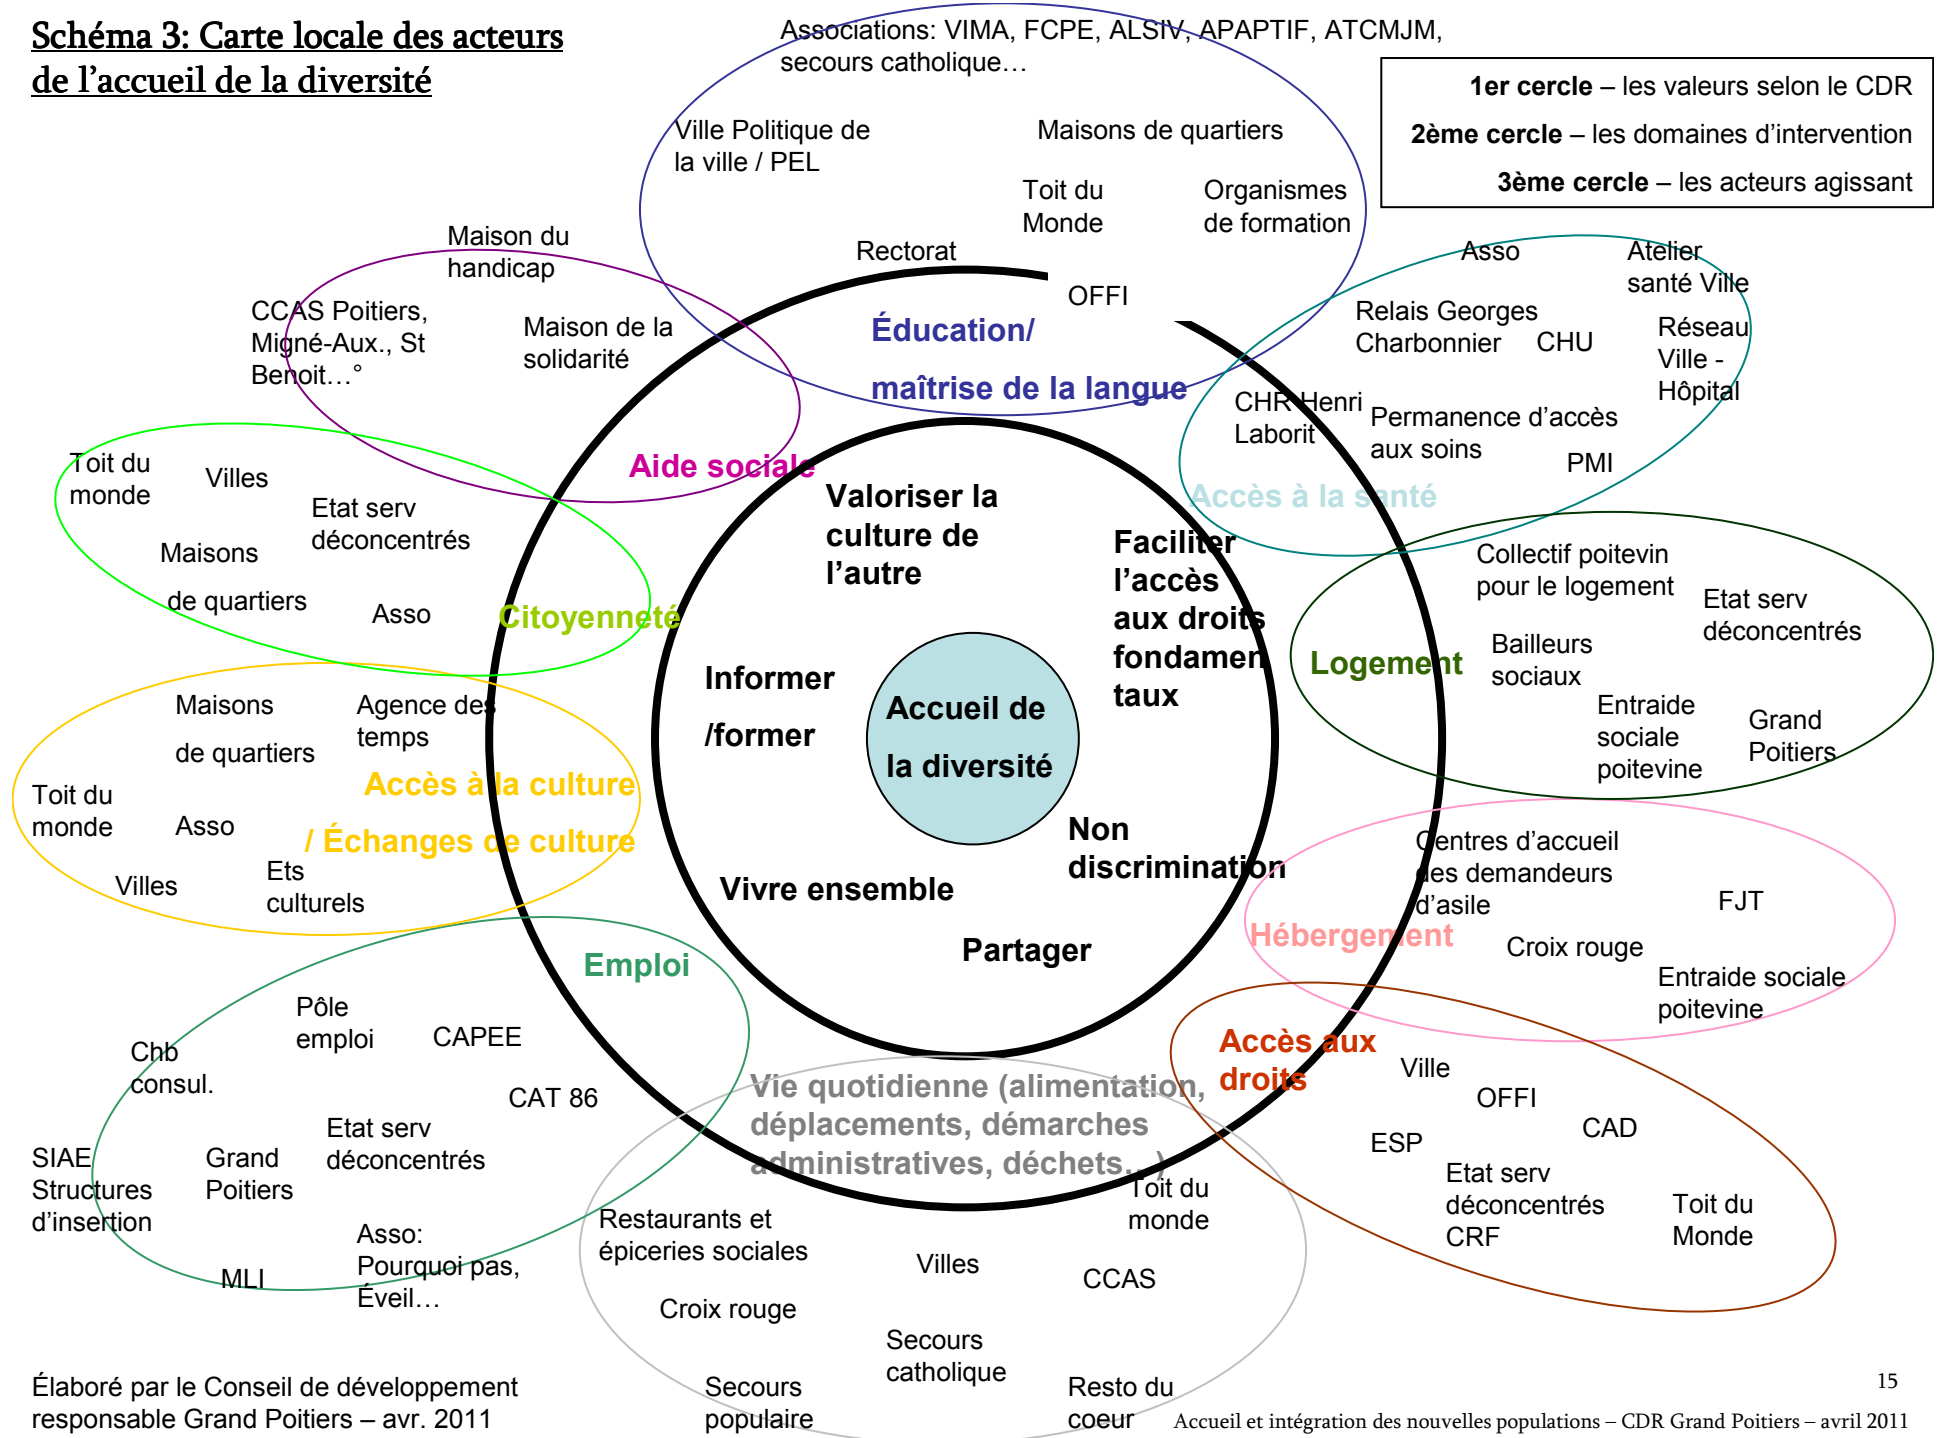 Schéma 3: Carte locale des acteurs
de l'accueil de la diversité
Associations: VIMA, FCPE, ALSIV, APAPTIF, ATCMJM,
secours catholique…
1er cercle – les valeurs selon le CDR
2ème cercle – les domaines d'intervention
3ème cercle – les acteurs agissant
Ville Politique de
la ville / PEL
Maisons de quartiers
Toit du
Monde
Organismes
de formation
Rectorat
OFFI
Éducation/
maîtrise de la langue
Maison du
handicap
CCAS Poitiers,
Migné-Aux., St
Benoit…°
Maison de la
solidarité
Aide sociale
Asso
Atelier
santé Ville
Relais Georges
Charbonnier
CHU
Réseau
Ville -
Hôpital
CHR Henri
Laborit
Permanence d'accès
aux soins
PMI
Accès à la santé
Toit du
monde
Villes
Etat serv
déconcentrés
Maisons
de quartiers
Asso
Citoyenneté
Valoriser la
culture de
l'autre
Faciliter
l'accès
aux droits
fondamen
taux
Informer
/former
Accueil de
la diversité
Non
discrimination
Vivre ensemble
Partager
Collectif poitevin
pour le logement
Etat serv
déconcentrés
Bailleurs
sociaux
Logement
Entraide
sociale
poitevine
Grand
Poitiers
Maisons
de quartiers
Agence des
temps
Accès à la culture
/ Échanges de culture
Toit du
monde
Asso
Villes
Ets
culturels
Centres d'accueil
des demandeurs
d'asile
FJT
Hébergement
Croix rouge
Entraide sociale
poitevine
Emploi
Pôle
emploi
CAPEE
Chb
consul.
CAT 86
Etat serv
déconcentrés
SIAE
Structures
d'insertion
Grand
Poitiers
Asso:
Pourquoi pas,
Éveil…
MLI
Accès aux
droits
Ville
OFFI
CAD
ESP
Etat serv
déconcentrés
CRF
Toit du
Monde
Vie quotidienne (alimentation,
déplacements, démarches
administratives, déchets…)
Toit du
monde
Restaurants et
épiceries sociales
Villes
CCAS
Croix rouge
Secours
catholique
Secours
populaire
Resto du
coeur
Élaboré par le Conseil de développement
responsable Grand Poitiers – avr. 2011
15
Accueil et intégration des nouvelles populations – CDR Grand Poitiers – avril 2011